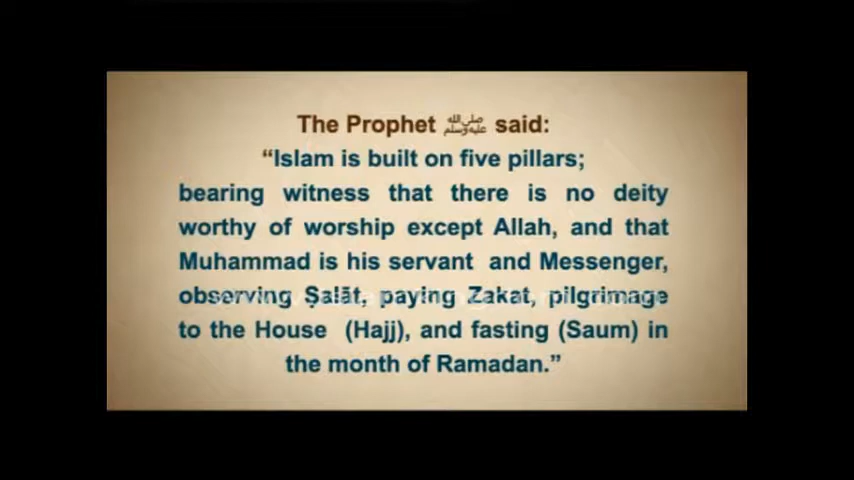 The Prophet ﷺ said:
“Islam is built on five pillars;
bearing witness that there is no deity
worthy of worship except Allah, and that
Muhammad is his servant and Messenger,
observing Ṣalāt, paying Zakat, pilgrimage
to the House (Hajj), and fasting (Saum) in
the month of Ramadan.”